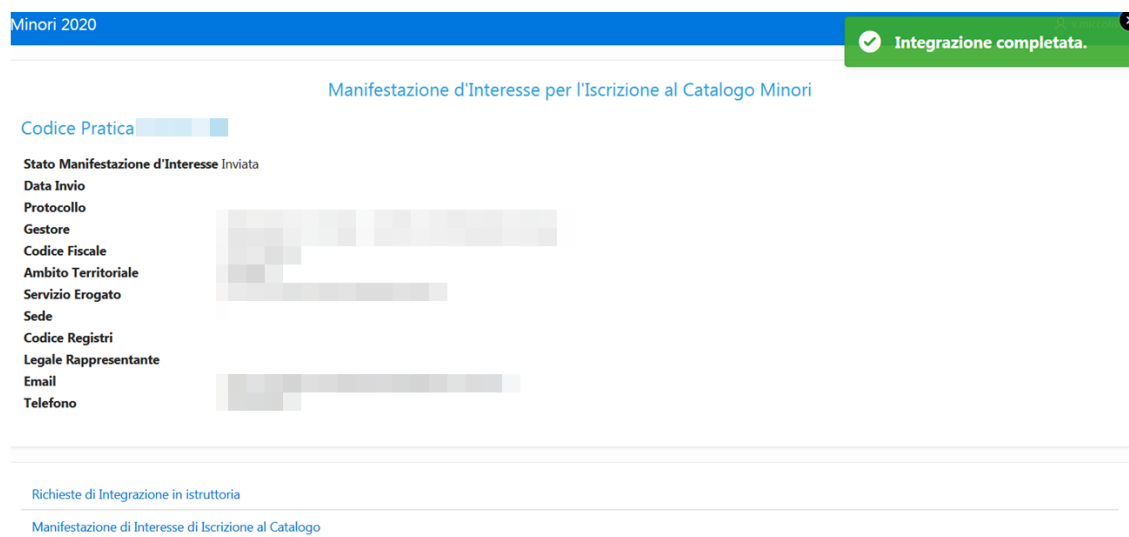 Minori 2020
Integrazione completata.
Manifestazione d'Interesse per l'Iscrizione al Catalogo Minori
Codice Pratica
Stato Manifestazione d'Interesse Inviata
Data Invio
Protocollo
Gestore
Codice Fiscale
Ambito Territoriale
Servizio Erogato
Sede
Codice Registri
Legale Rappresentante
Email
Telefono
Richieste di Integrazione in istruttoria
Manifestazione di Interesse di Iscrizione al Catalogo